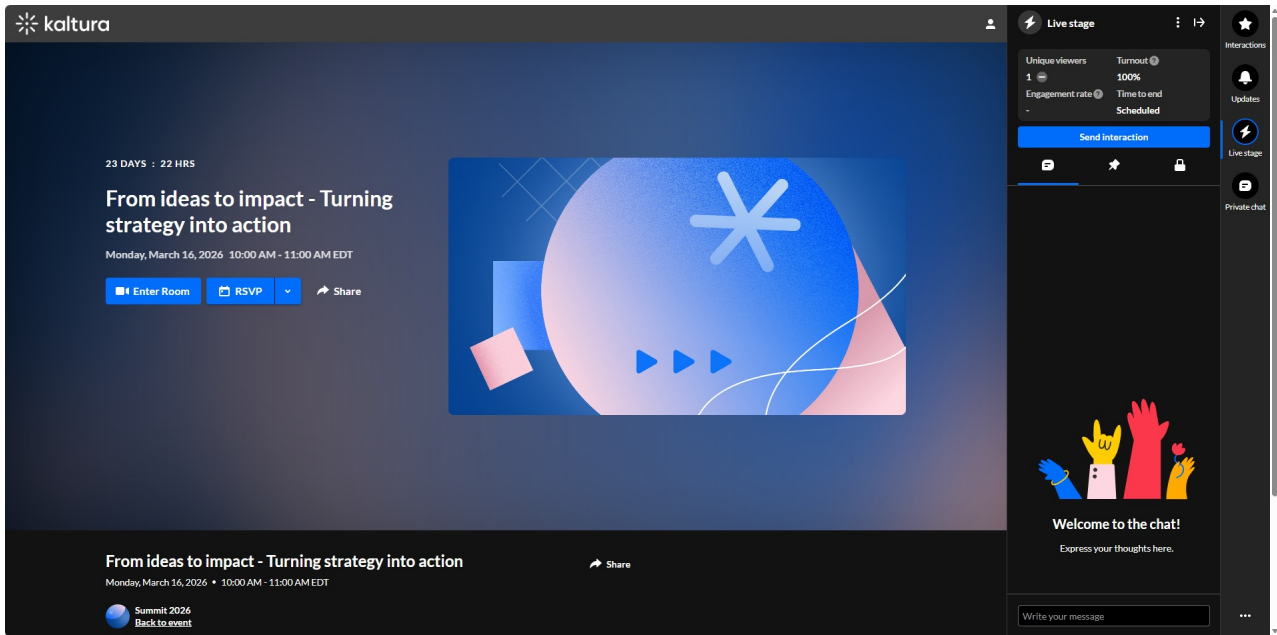 kaltura
23 DAYS : 22 HRS
From ideas to impact - Turning
strategy into action
Monday, March 16, 2026 10:00 AM - 11:00 AM EDT
Enter Room
RSVP
Share
From ideas to impact - Turning strategy into action
Share
Monday, March 16, 2026 • 10:00 AM - 11:00 AM EDT
Summit 2026
Back to event
Live stage
Unique viewers
Turnout ?
1
100%
Engagement rate ?
Time to end
-
Scheduled
Send interaction
Welcome to the chat!
Express your thoughts here.
Write your message
Interactions
Updates
Live stage
Private chat